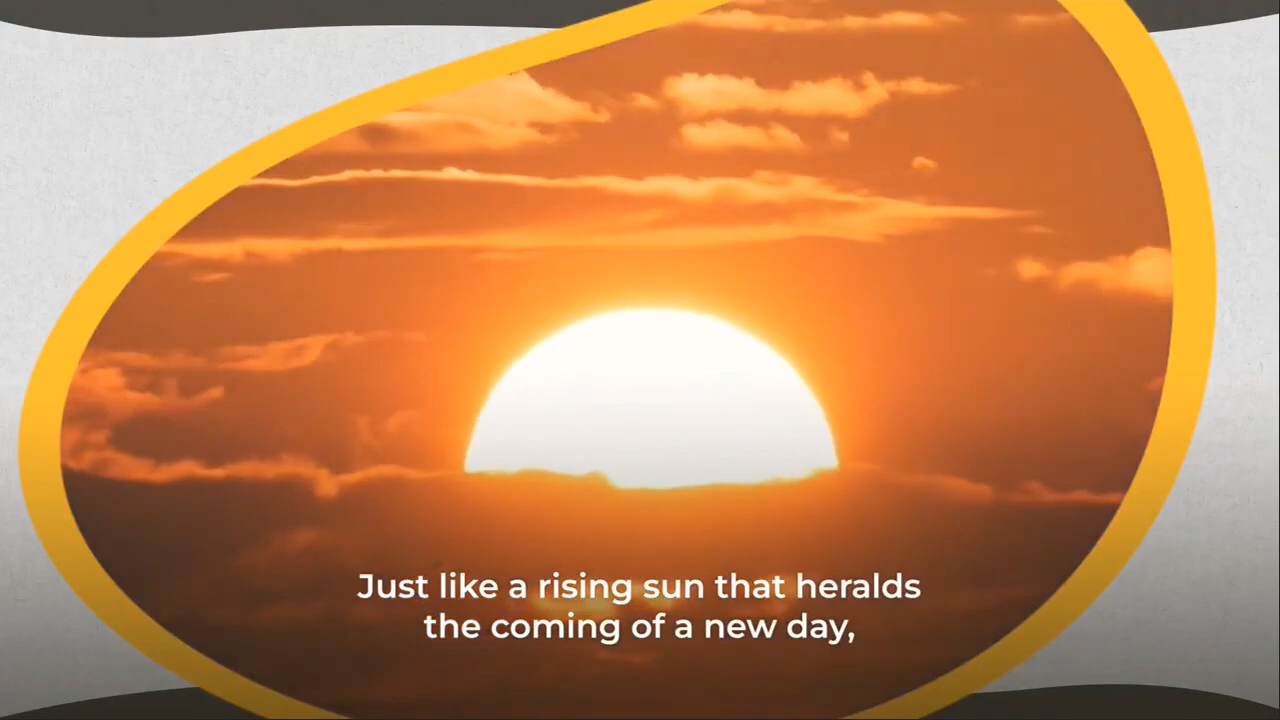 Just like a rising sun that heralds
the coming of a new day,